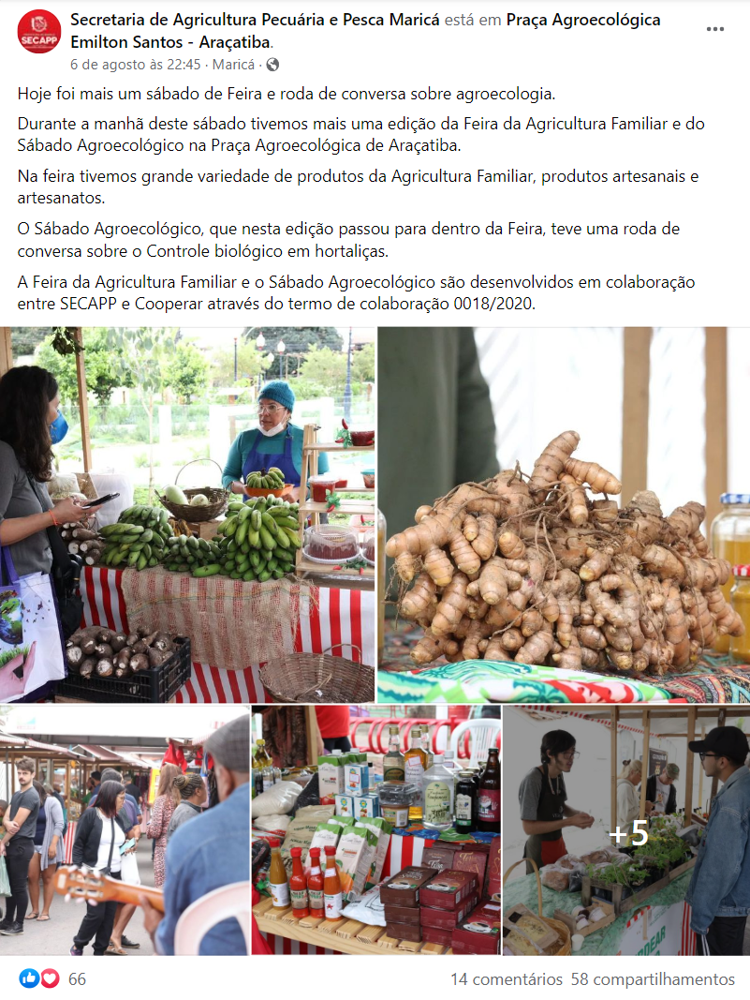 SECAPP
Secretaria de Agricultura Pecuária e Pesca Maricá está em Praça Agroecológica
Emilton Santos - Araçatiba.
6 de agosto às 22:45 · Maricá ·
Hoje foi mais um sábado de Feira e roda de conversa sobre agroecologia.
Durante a manhã deste sábado tivemos mais uma edição da Feira da Agricultura Familiar e do
Sábado Agroecológico na Praça Agroecológica de Araçatiba.
Na feira tivemos grande variedade de produtos da Agricultura Familiar, produtos artesanais e
artesanatos.
O Sábado Agroecológico, que nesta edição passou para dentro da Feira, teve uma roda de
conversa sobre o Controle biológico em hortaliças.
A Feira da Agricultura Familiar e o Sábado Agroecológico são desenvolvidos em colaboração
entre SECAPP e Cooperar através do termo de colaboração 0018/2020.
+5
66
14 comentários 58 compartilhamentos